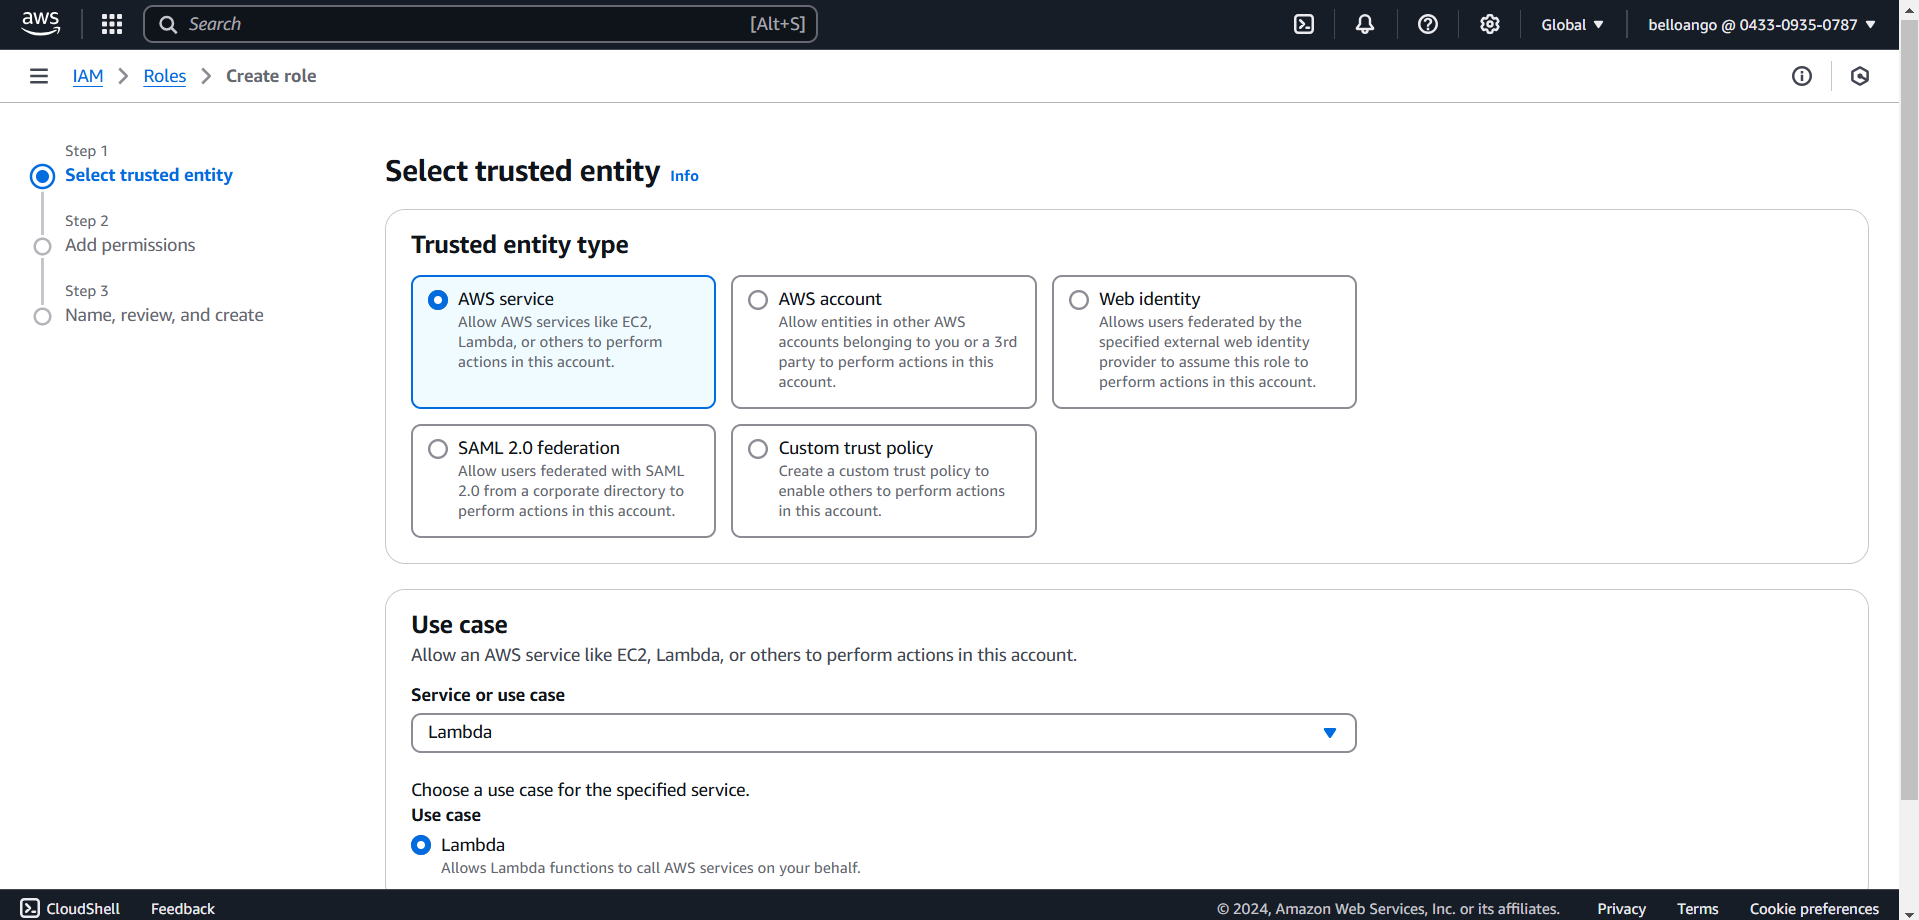 aws
Search
[Alt+S]
Global
belloango @ 0433-0935-0787
IAM
Roles
Create role
Step 1
Select trusted entity
Step 2
Add permissions
Step 3
Name, review, and create
Select trusted entity Info
Trusted entity type
AWS service
Allow AWS services like EC2,
Lambda, or others to perform
actions in this account.
AWS account
Allow entities in other AWS
accounts belonging to you or a 3rd
party to perform actions in this
account.
Web identity
Allows users federated by the
specified external web identity
provider to assume this role to
perform actions in this account.
SAML 2.0 federation
Allow users federated with SAML
2.0 from a corporate directory to
perform actions in this account.
Custom trust policy
Create a custom trust policy to
enable others to perform actions
in this account.
Use case
Allow an AWS service like EC2, Lambda, or others to perform actions in this account.
Service or use case
Lambda
Choose a use case for the specified service.
Use case
Lambda
Allows Lambda functions to call AWS services on your behalf.
CloudShell
Feedback
© 2024, Amazon Web Services, Inc. or its affiliates.
Privacy
Terms
Cookie preferences